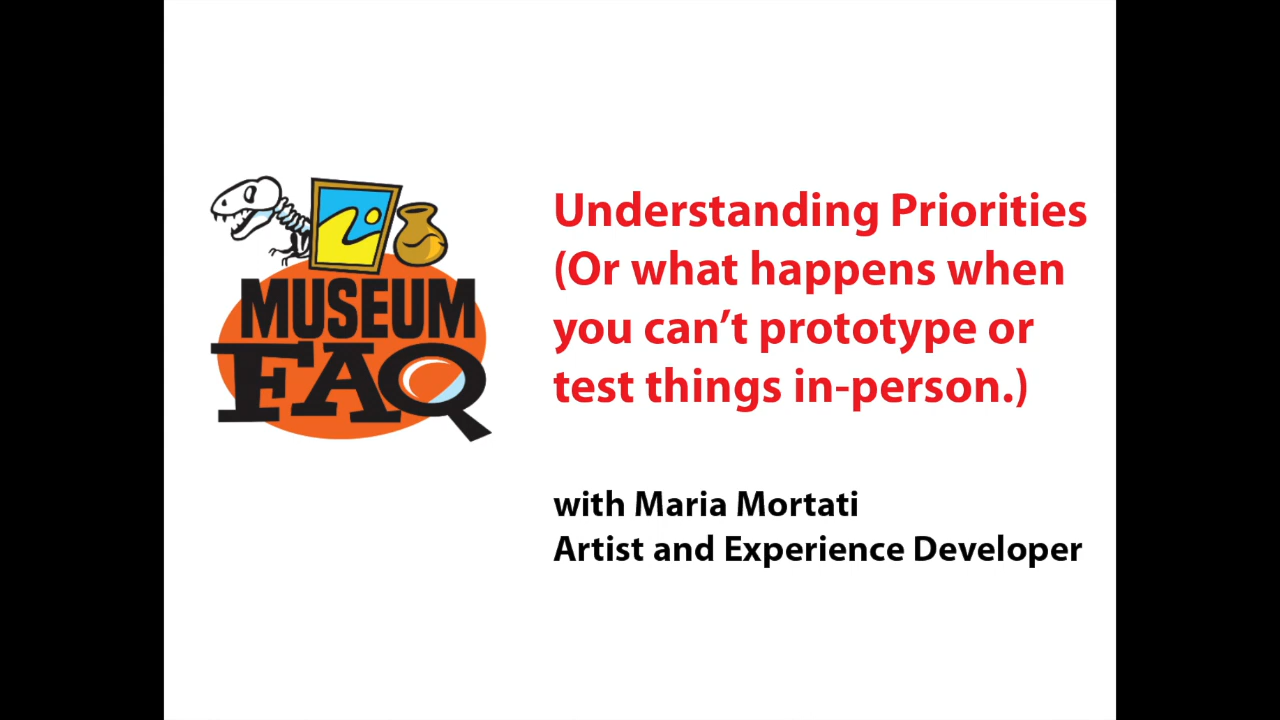 MUSEUM
FAQ
Understanding Priorities
(Or what happens when
you can’t prototype or
test things in-person.)
with Maria Mortati
Artist and Experience Developer